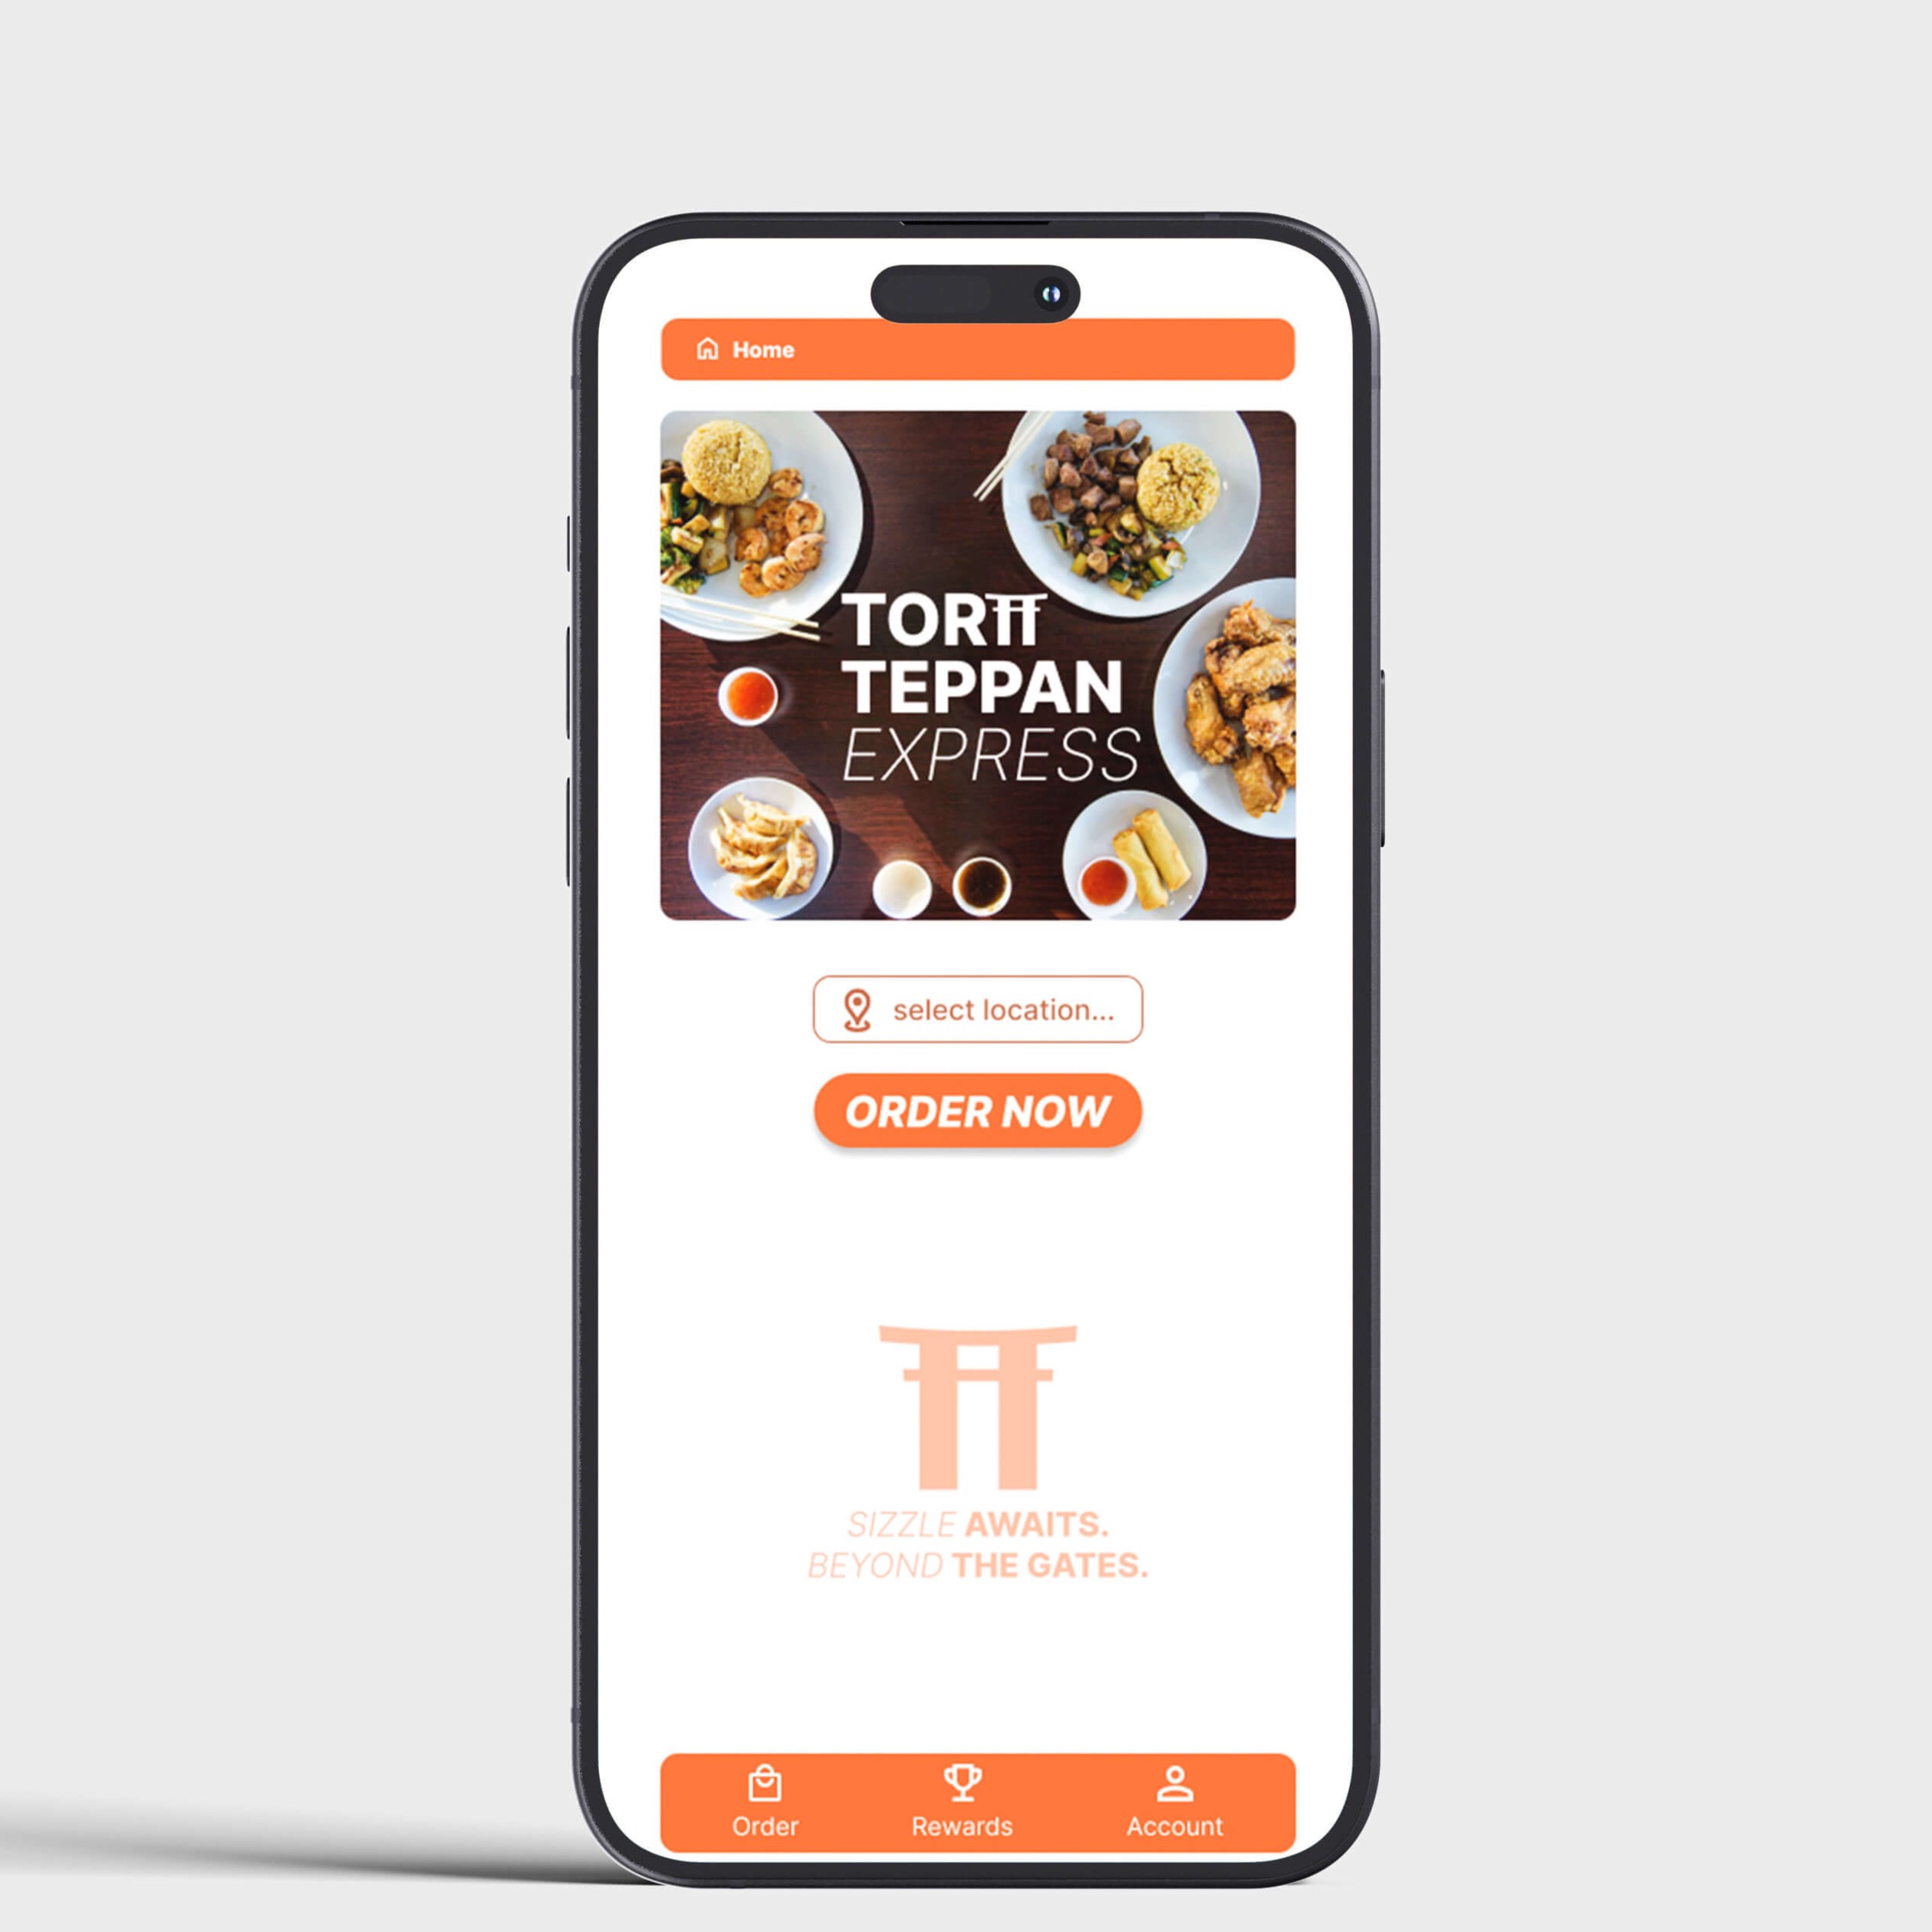 Home
TORII
TEPPAN
EXPRESS
select location...
ORDER NOW
SIZZLE AWAITS.
BEYOND THE GATES.
Order
Rewards
Account